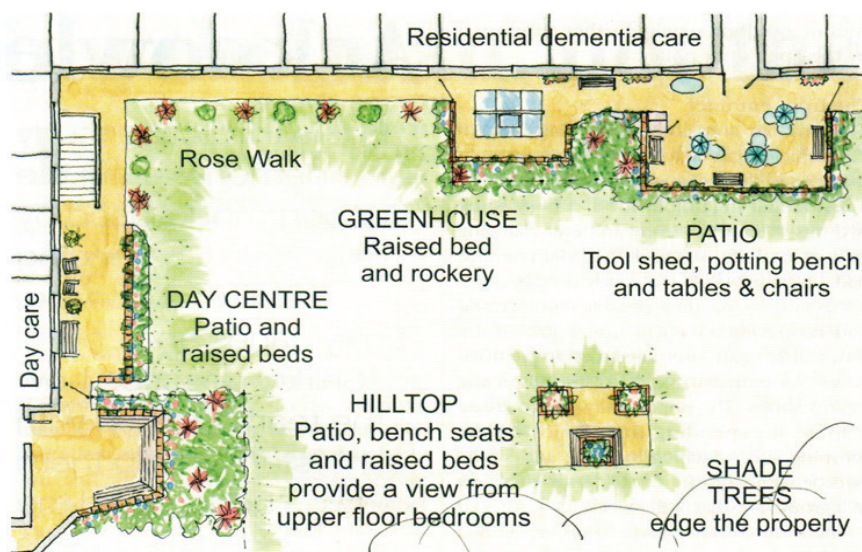 Residential dementia care
Rose Walk
GREENHOUSE
Raised bed
and rockery
PATIO
Tool shed, potting bench
and tables & chairs
DAY CENTRE
Patio and
raised beds
Day care
HILLTOP
Patio, bench seats
and raised beds
provide a view from
upper floor bedrooms
SHADE
TREES
edge the property